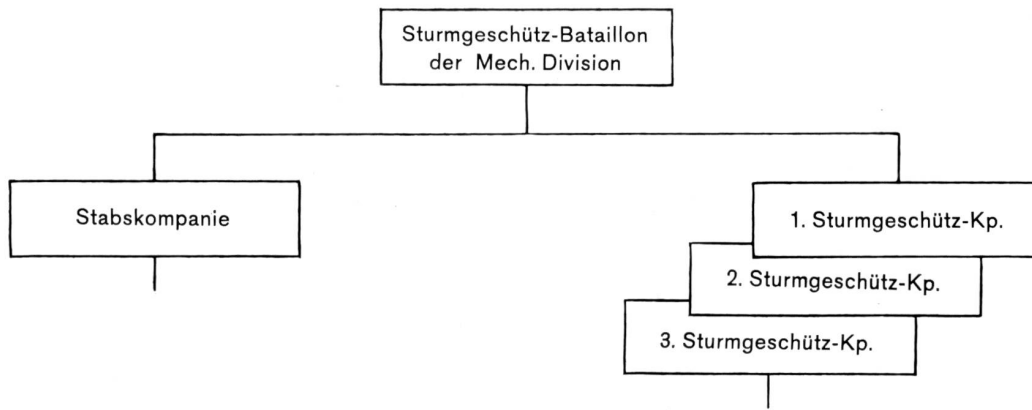 Sturmgeschütz-Bataillon
der Mech. Division
Stabskompanie
1. Sturmgeschütz-Kp.
2. Sturmgeschütz-Kp.
3. Sturmgeschütz-Kp.